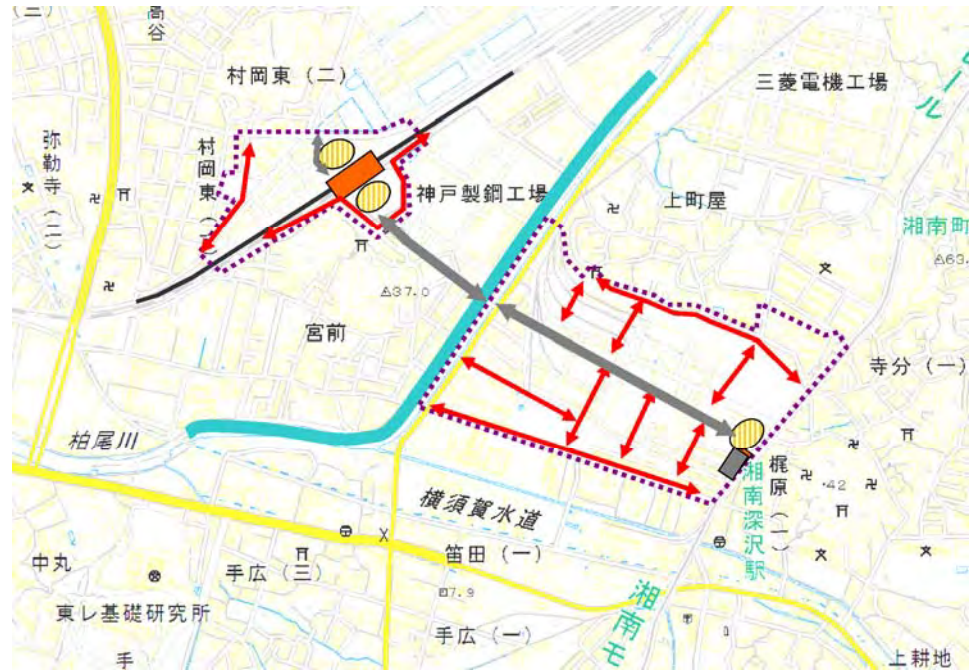 高谷
村岡東（二）
三菱電機工場
弥勒寺（二）
村岡東
神戸製鋼工場
上町屋
湘南町
△63.
△37.0
宮前
寺分（一）
柏尾川
梶原（一）
湘南深沢駅
・42
横須賀水道
笛田（一）
中丸
手広（三）
東レ基礎研究所
7.9
手広（一）
湘南モ
手
上耕地